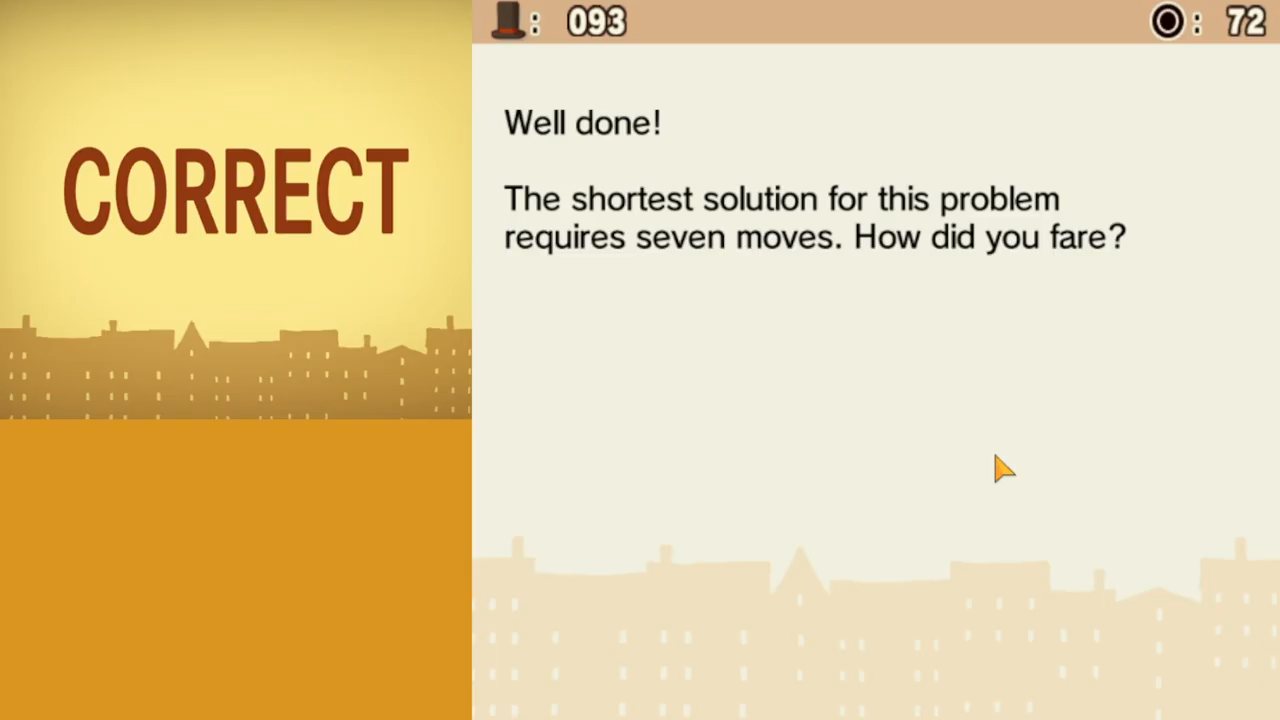 CORRECT
: 093
: 72
Well done!
The shortest solution for this problem
requires seven moves. How did you fare?